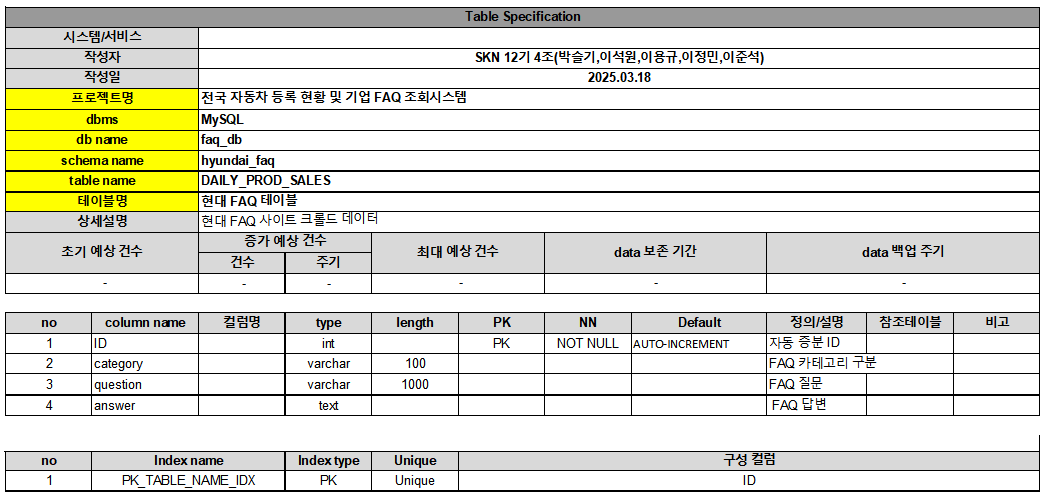 Table Specification
시스템/서비스
작성자 SKN 12기 4조(박슬기,이석원,이용규,이정민,이준석)
작성일 2025.03.18
프로젝트명 전국 자동차 등록 현황 및 기업 FAQ 조회시스템
dbms MySQL
db name faq_db
schema name hyundai_faq
table name DAILY_PROD_SALES
테이블명 현대 FAQ 테이블
상세설명 현대 FAQ 사이트 크롤드 데이터
초기 예상 건수 증가 예상 건수 최대 예상 건수 data 보존 기간 data 백업 주기
건수 주기
- - - - - -
no column name 컬럼명 type length PK NN Default 정의/설명 참조테이블 비고
1 ID int PK NOT NULL AUTO-INCREMENT 자동 증분 ID
2 category varchar 100 FAQ 카테고리 구분
3 question varchar 1000 FAQ 질문
4 answer text FAQ 답변
no Index name Index type Unique 구성 컬럼
1 PK_TABLE_NAME_IDX PK Unique ID